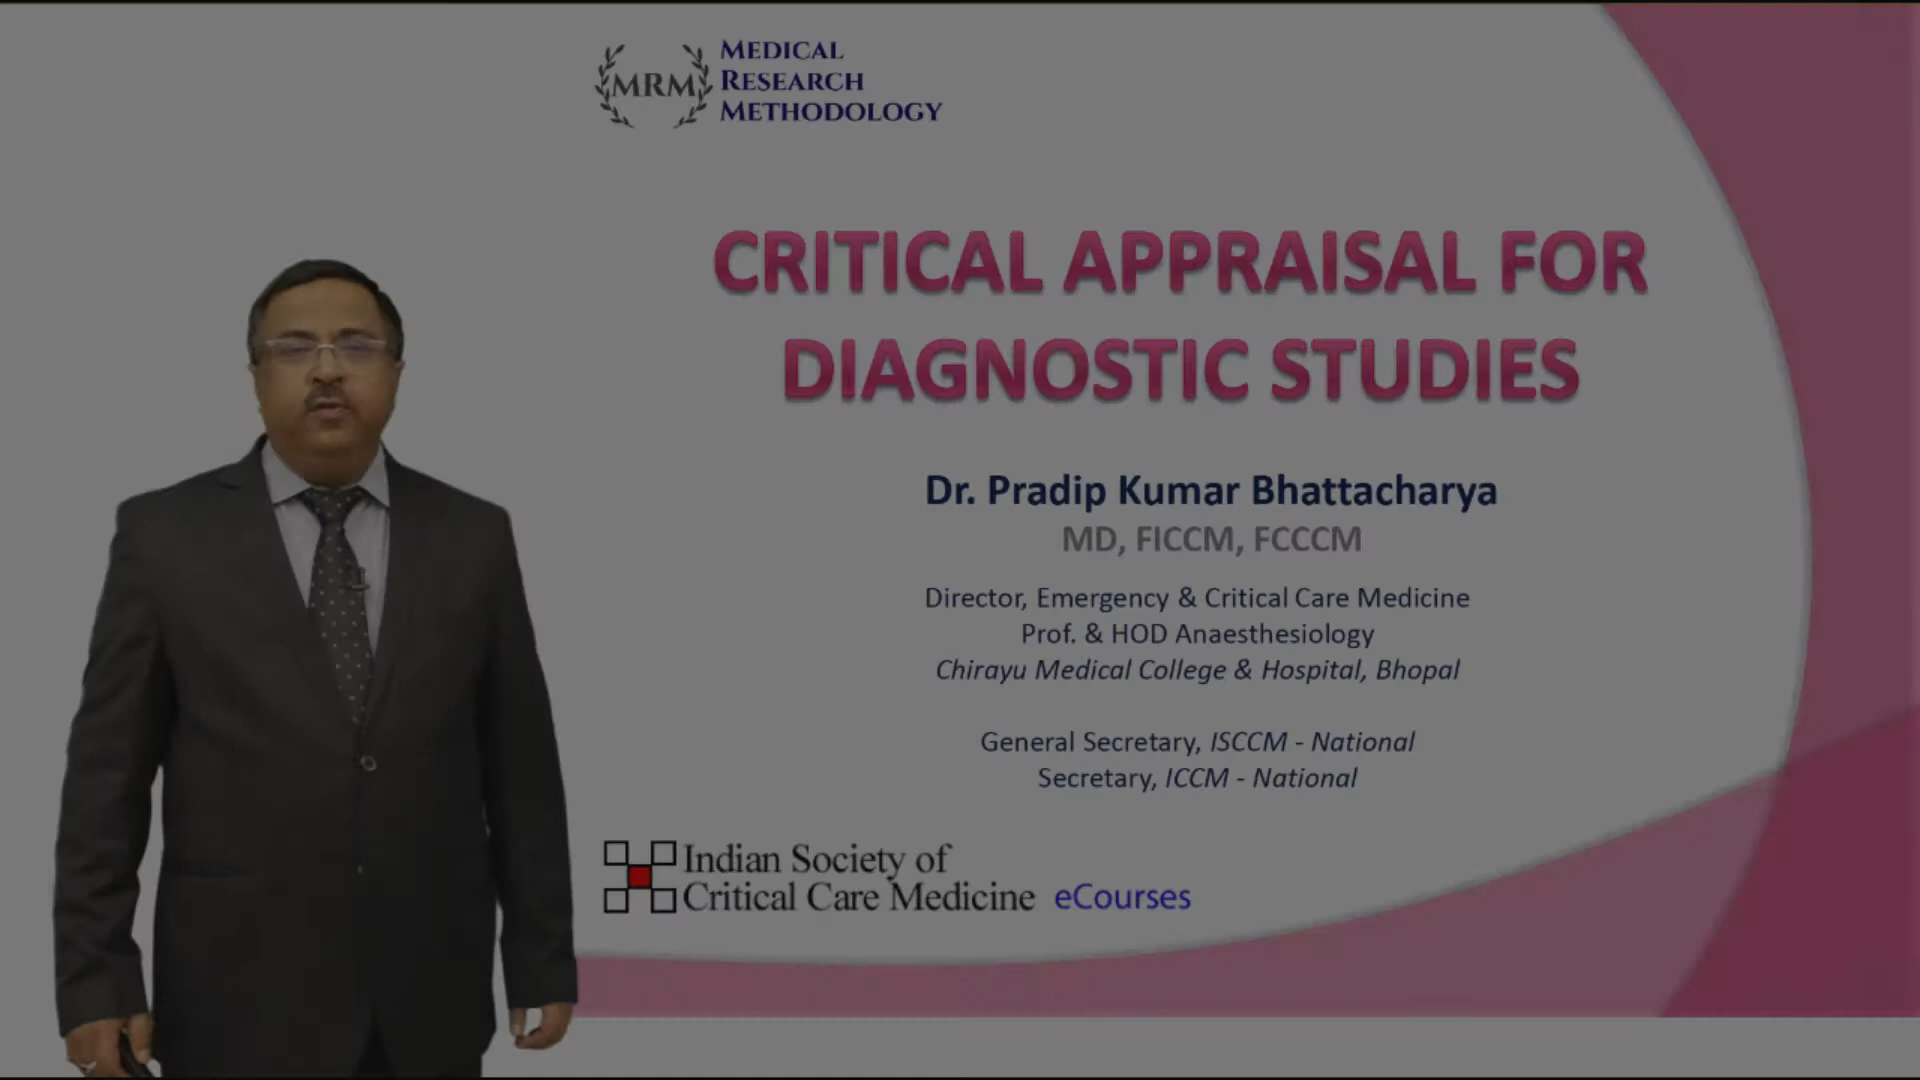 MRM
MEDICAL
RESEARCH
METHODOLOGY
CRITICAL APPRAISAL FOR
DIAGNOSTIC STUDIES
Dr. Pradip Kumar Bhattacharya
MD, FICCM, FCCCM
Director, Emergency & Critical Care Medicine
Prof. & HOD Anaesthesiology
Chirayu Medical College & Hospital, Bhopal
General Secretary, ISCCM - National
Secretary, ICCM - National
Indian Society of
Critical Care Medicine eCourses